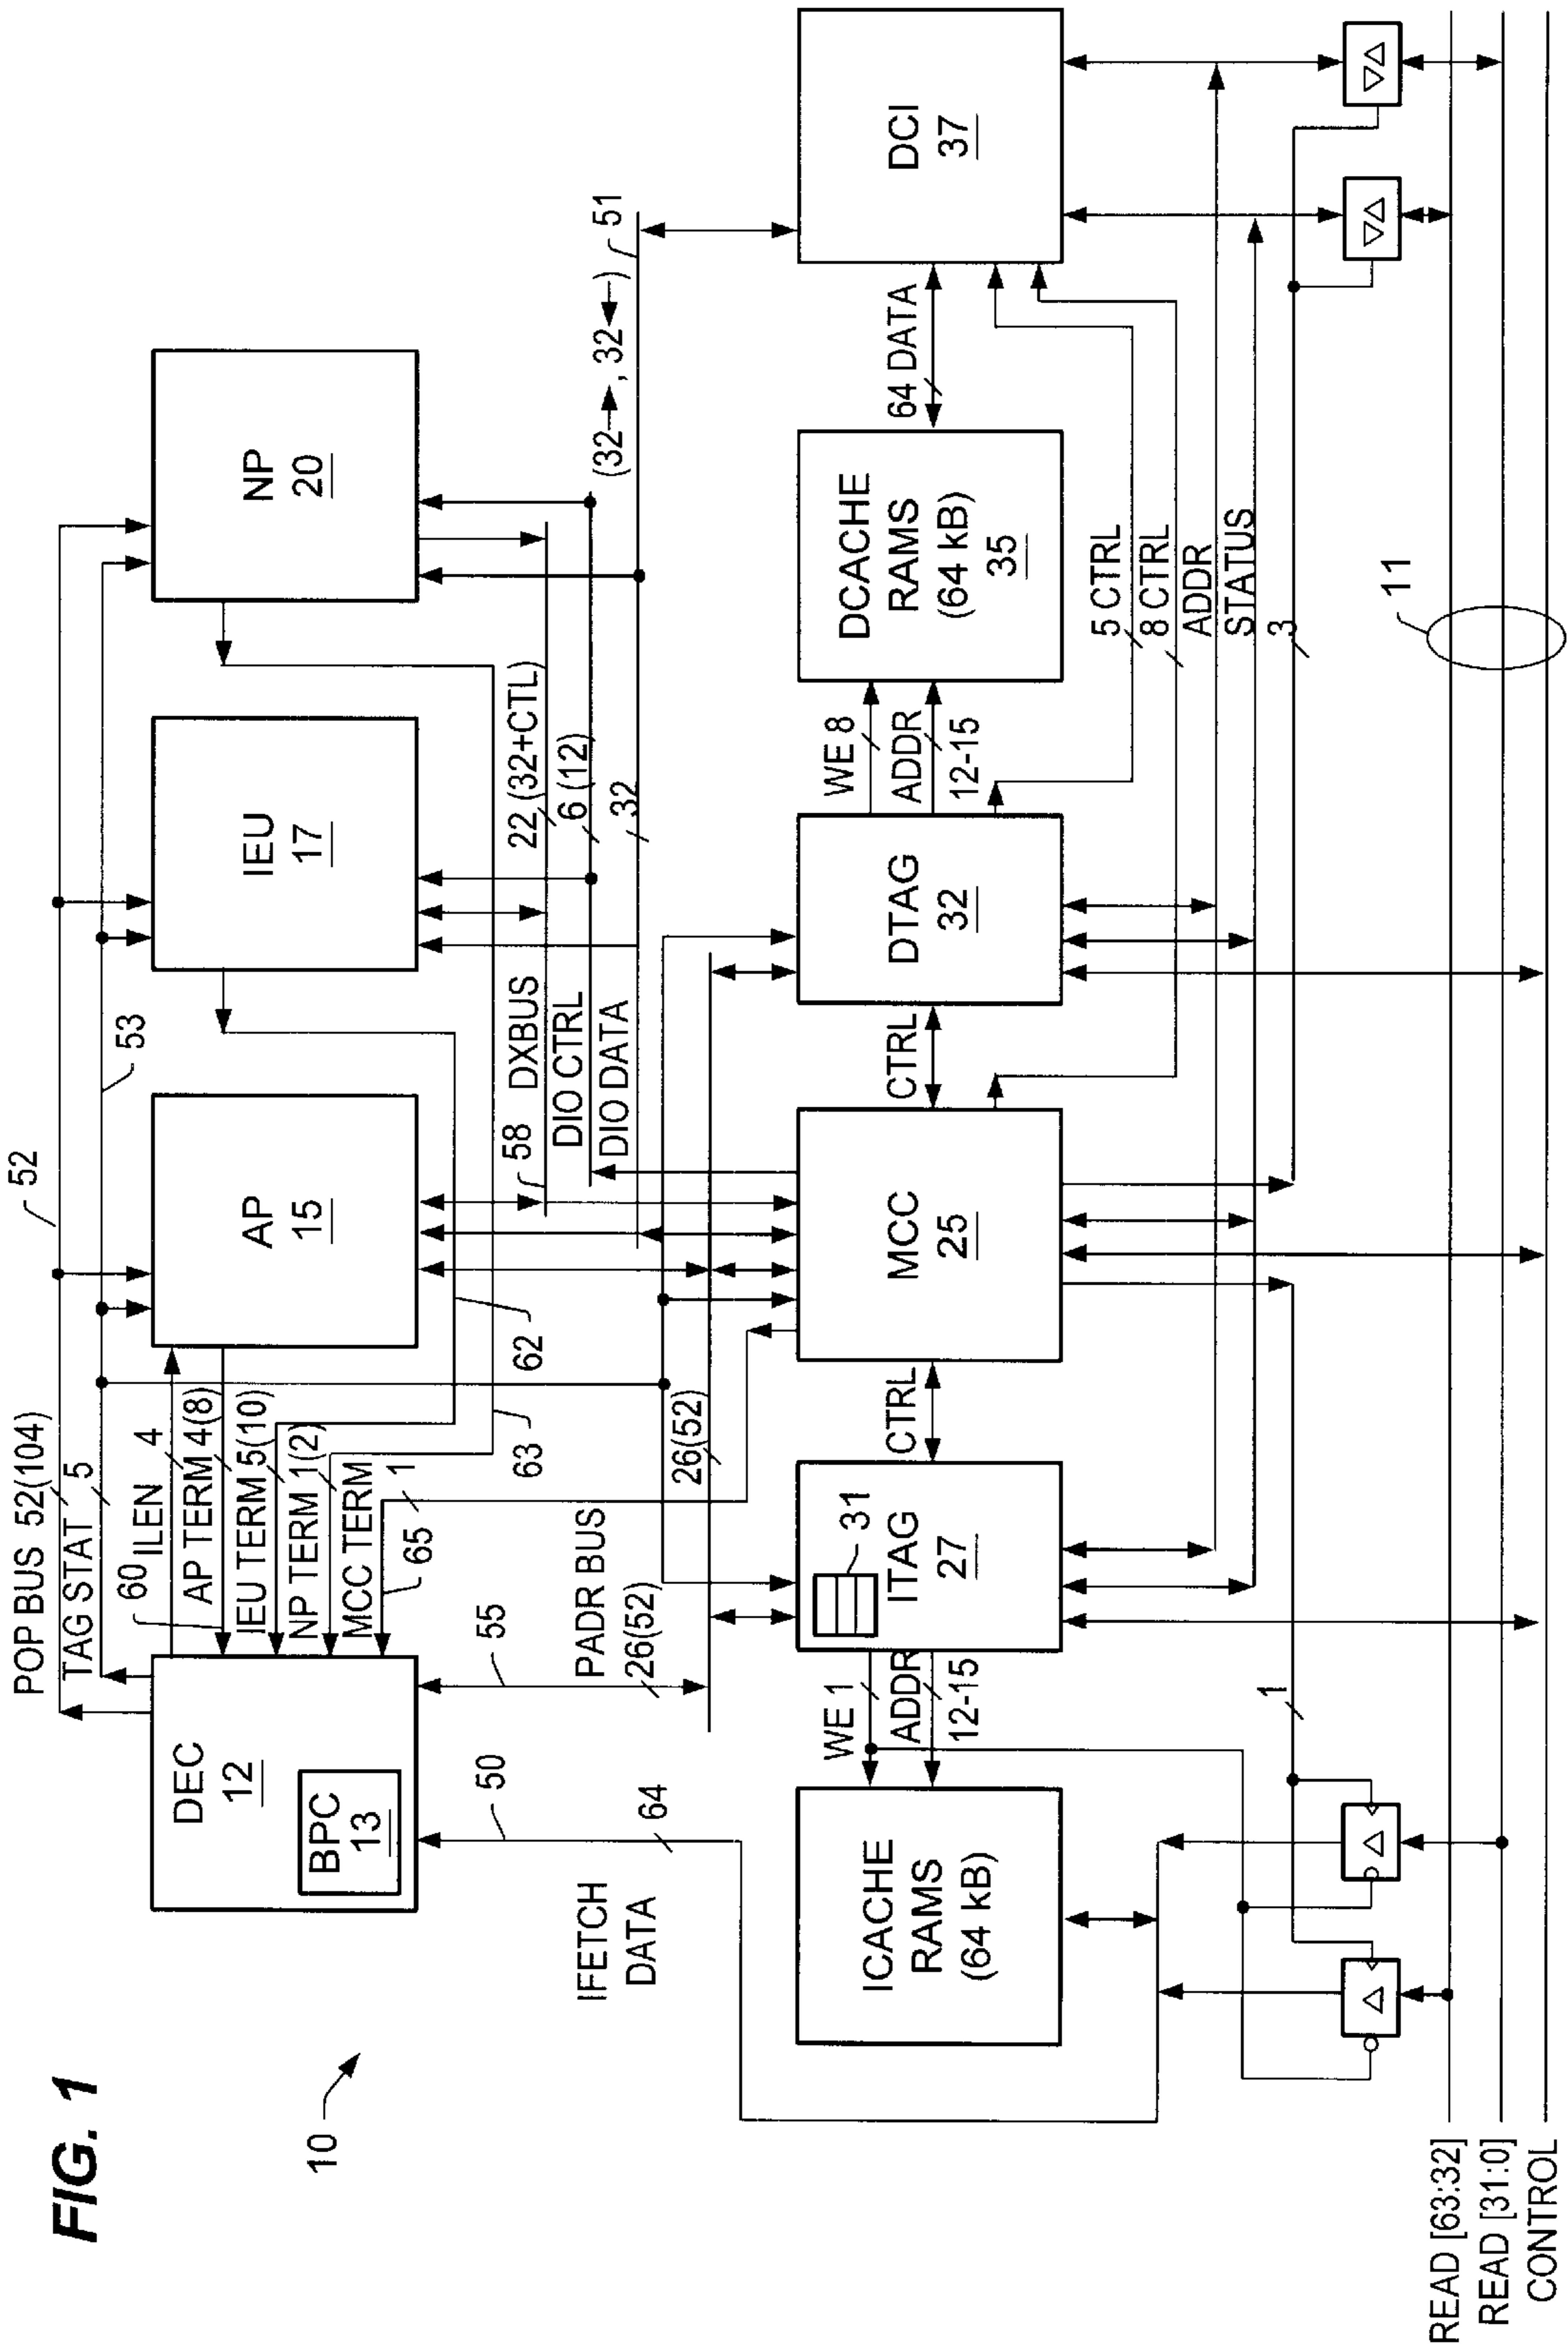 FIG. 1
10
POP BUS 52(104)
52
TAG STAT 5
53
DEC
12
BPC
13
60
ILEN 4
AP TERM 4(8)
IEU TERM 5(10)
NP TERM 1(2)
MCC TERM 1
65
62
63
AP
15
IEU
17
NP
20
58
DXBUS
22 (32+CTL)
DIO CTRL
6 (12)
DIO DATA
32
(32→, 32←)
51
IFETCH
DATA
50
64
55
PADR BUS
26(52)
26(52)
ICACHE
RAMS
(64 kB)
WE 1
ADDR
12-15
31
ITAG
27
CTRL
MCC
25
CTRL
DTAG
32
WE 8
ADDR
12-15
DCACHE
RAMS
(64 kB)
35
64 DATA
DCI
37
5 CTRL
8 CTRL
ADDR
STATUS
3
1
11
READ [63:32]
READ [31:0]
CONTROL